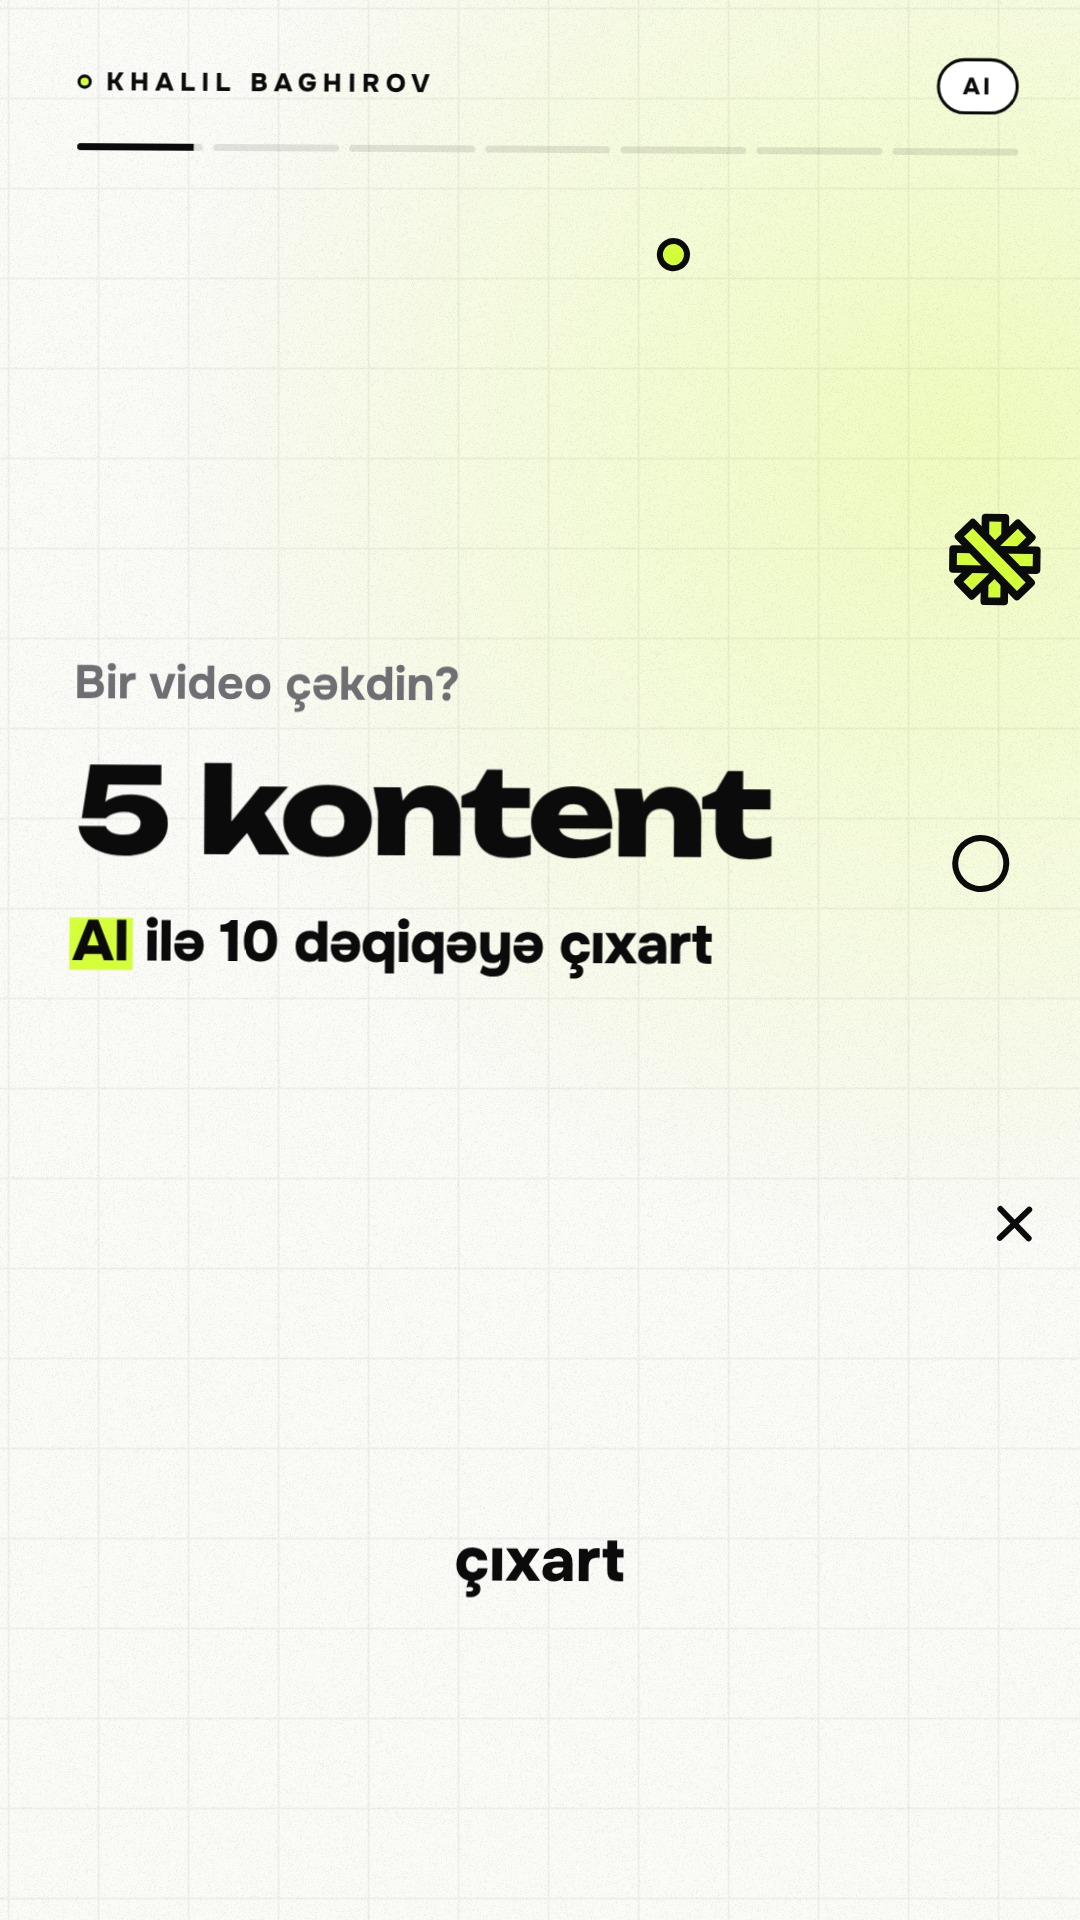 KHALIL BAGHIROV
AI
Bir video çəkdin?
5 kontent
AI ilə 10 dəqiqəyə çıxart
çıxart